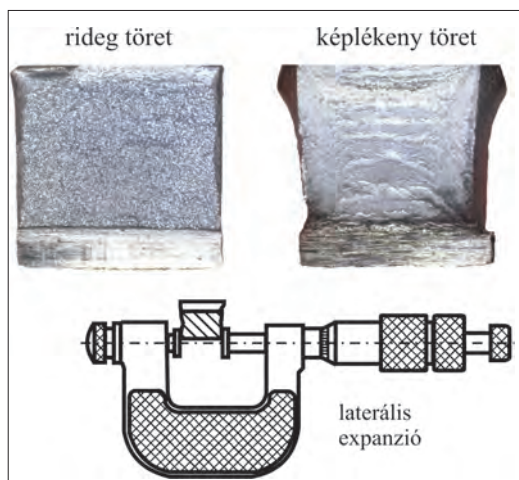 rideg töret
képlékeny töret
laterális
expanzió